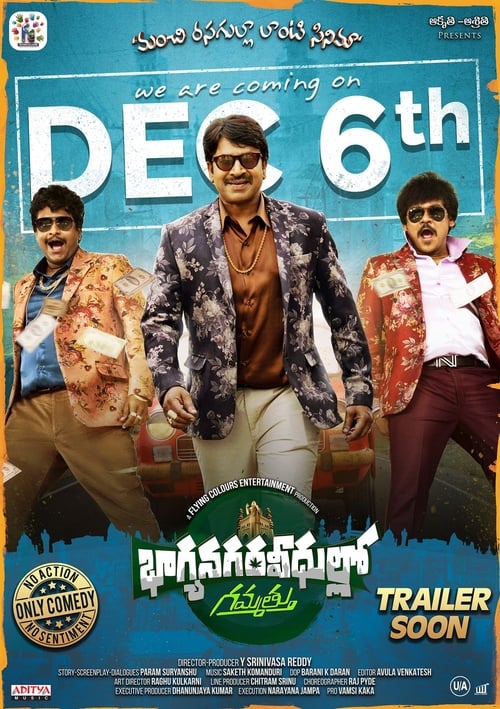 ఆకృతి -ఆశ్రిత
PRESENTS
"మంచి రసగుల్లా లాంటి సినిమా"
we are coming on
DEC 6th
A FLYING COLOURS ENTERTAINMENT PRODUCTION
భాగ్యనగరవీధుల్లో
గమ్మత్తు
NO ACTION
ONLY COMEDY
NO SENTIMENT
TRAILER
SOON
DIRECTOR-PRODUCER Y SRINIVASA REDDY
STORY-SCREENPLAY-DIALOGUES PARAM SURYANSHU MUSIC SAKETH KOMANDURI DOP BARANI K DARAN EDITOR AVULA VENKATESH
ART DIRECTOR RAGHU KULKARNI LINE PRODUCER CHITRAM SRINU CHOREOGRAPHER RAJ PYDE
EXECUTIVE PRODUCER DHANUNJAYA KUMAR EXECUTION NARAYANA JAMPA PRO VAMSI KAKA
ADITYA
MUSIC
U/A